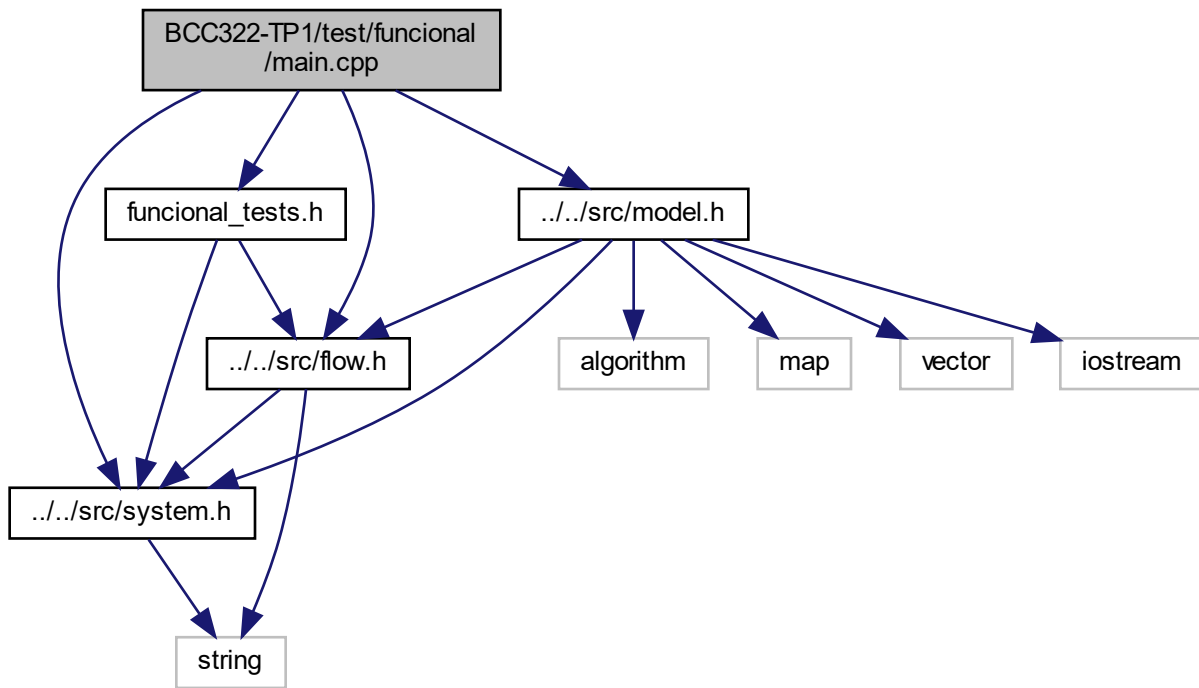 BCC322-TP1/test/funcional
/main.cpp
funcional_tests.h
../../src/model.h
../../src/flow.h
algorithm
map
vector
iostream
../../src/system.h
string